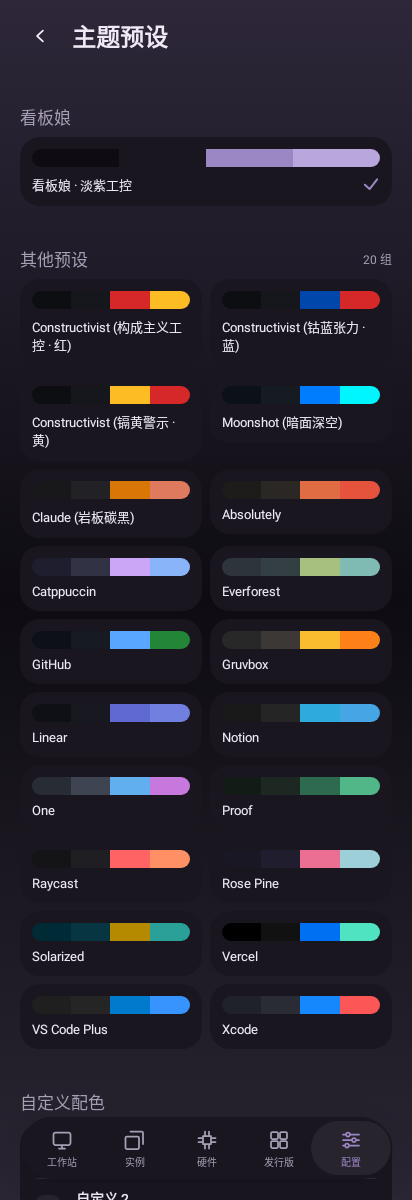 主题预设
看板娘
看板娘 · 淡紫工控
其他预设
20 组
Constructivist (构成主义工
控 · 红)
Constructivist (钴蓝张力 ·
蓝)
Constructivist (镉黄警示 ·
黄)
Moonshot (暗面深空)
Claude (岩板碳黑)
Absolutely
Catppuccin
Everforest
GitHub
Gruvbox
Linear
Notion
One
Proof
Raycast
Rose Pine
Solarized
Vercel
VS Code Plus
Xcode
自定义配色
工作站
实例
硬件
发行版
配置
自定义 2